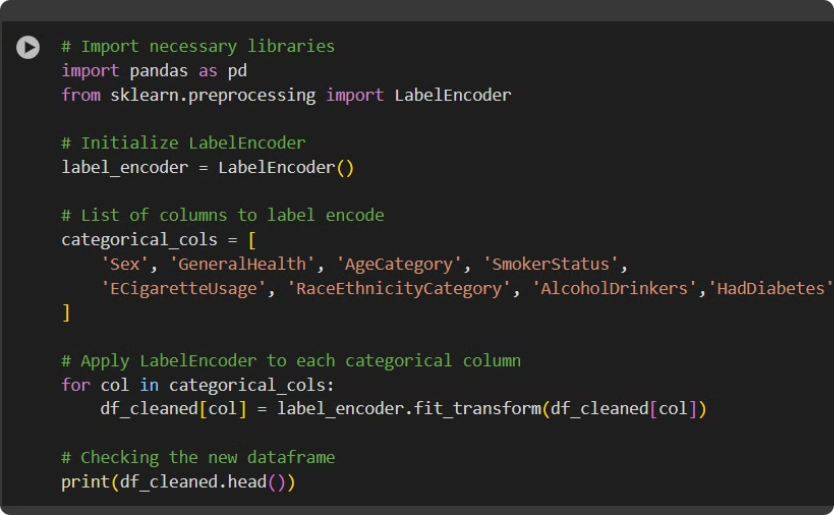 # Import necessary libraries
import pandas as pd
from sklearn.preprocessing import LabelEncoder
# Initialize LabelEncoder
label_encoder = LabelEncoder()
# List of columns to label encode
categorical_cols = [
'Sex', 'GeneralHealth', 'AgeCategory', 'SmokerStatus',
'ECigaretteUsage', 'RaceEthnicityCategory', 'AlcoholDrinkers','HadDiabetes'
]
# Apply LabelEncoder to each categorical column
for col in categorical_cols:
df_cleaned[col] = label_encoder.fit_transform(df_cleaned[col])
# Checking the new dataframe
print(df_cleaned.head())